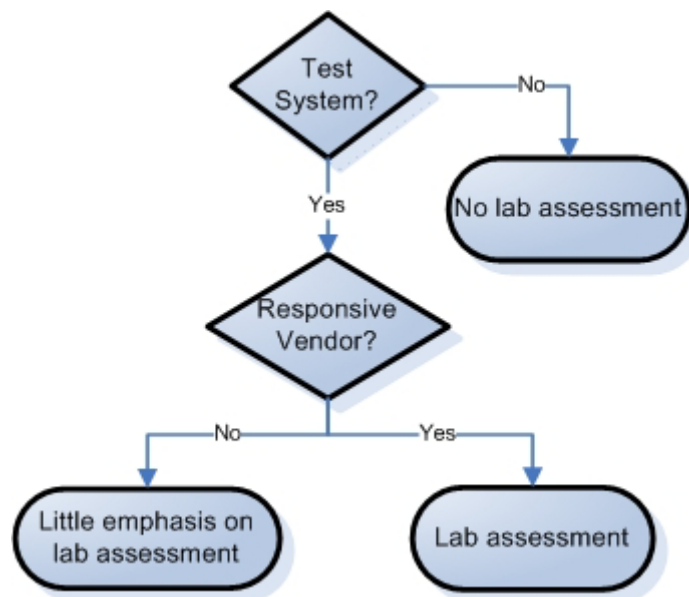 Test
System?
No
No lab assessment
Yes
Responsive
Vendor?
No
Yes
Little emphasis on
lab assessment
Lab assessment